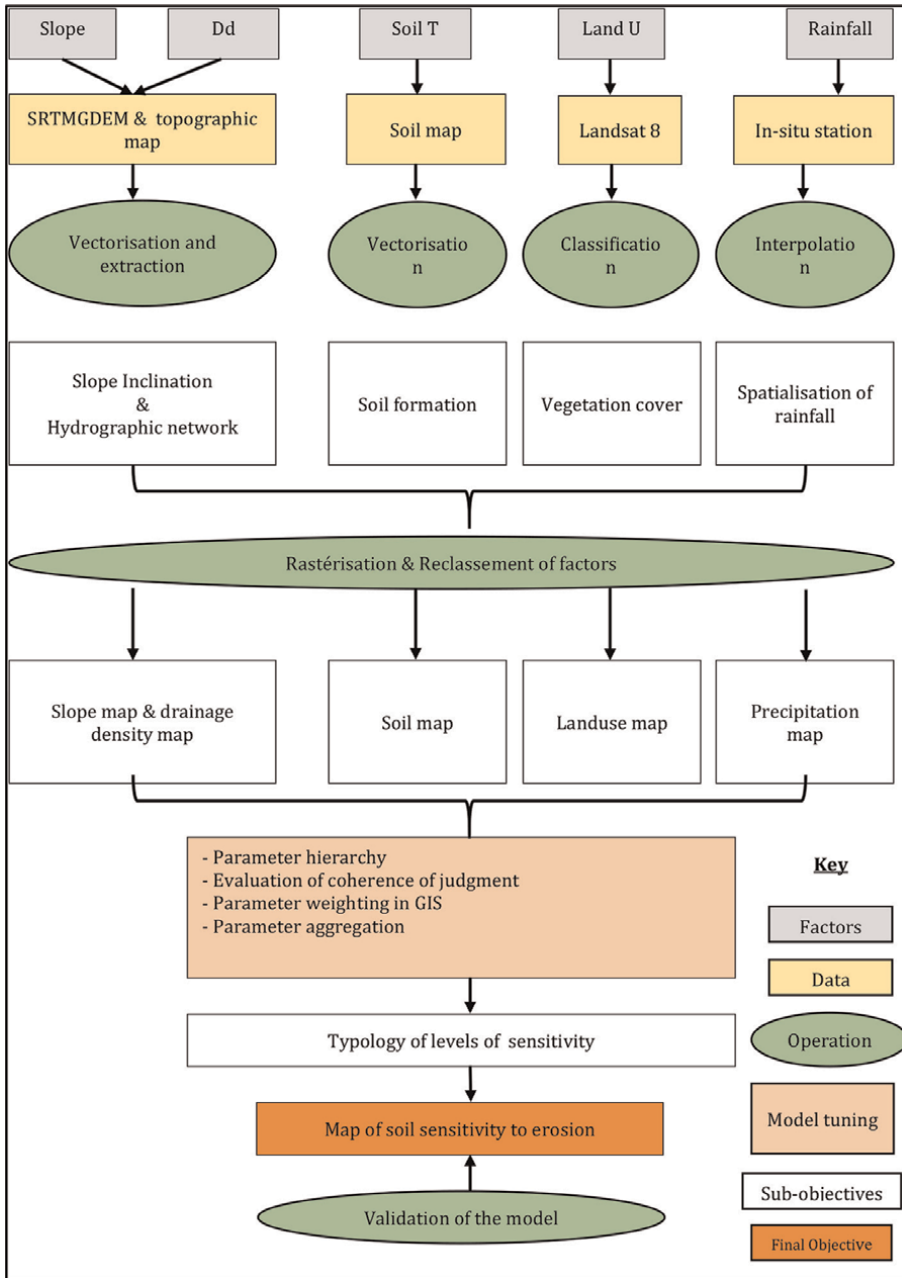 Slope
Dd
Soil T
Land U
Rainfall
SRTMGDEM & topographic
map
Soil map
Landsat 8
In-situ station
Vectorisation and
extraction
Vectorisatio
n
Classificatio
n
Interpolatio
n
Slope Inclination
&
Hydrographic network
Soil formation
Vegetation cover
Spatialisation of
rainfall
Rastérisation & Reclassement of factors
Slope map & drainage
density map
Soil map
Landuse map
Precipitation
map
- Parameter hierarchy
- Evaluation of coherence of judgment
- Parameter weighting in GIS
- Parameter aggregation
Typology of levels of sensitivity
Map of soil sensitivity to erosion
Validation of the model
Key
Factors
Data
Operation
Model tuning
Sub-objectives
Final Objective